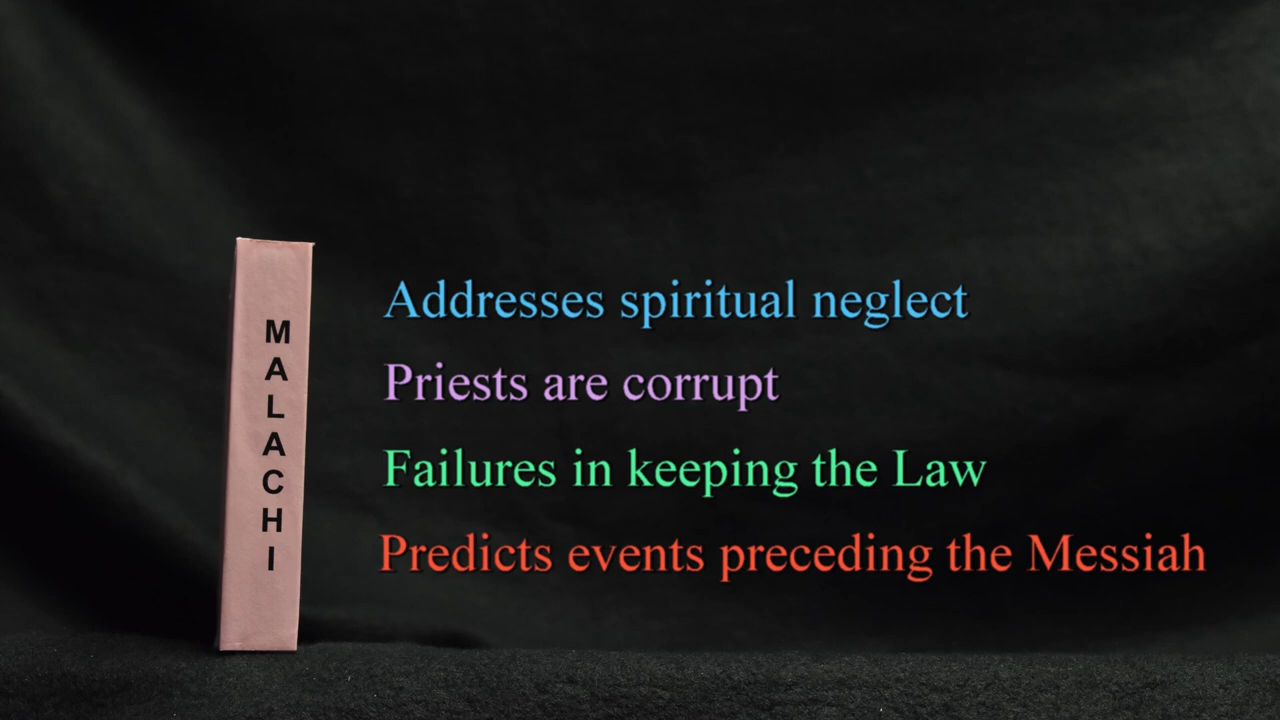 MALACHI
Addresses spiritual neglect
Priests are corrupt
Failures in keeping the Law
Predicts events preceding the Messiah